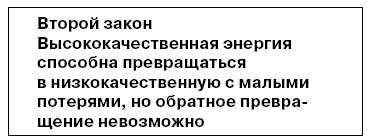 Второй закон
Высококачественная энергия
способна превращаться
в низкокачественную с малыми
потерями, но обратное превра-
щение невозможно